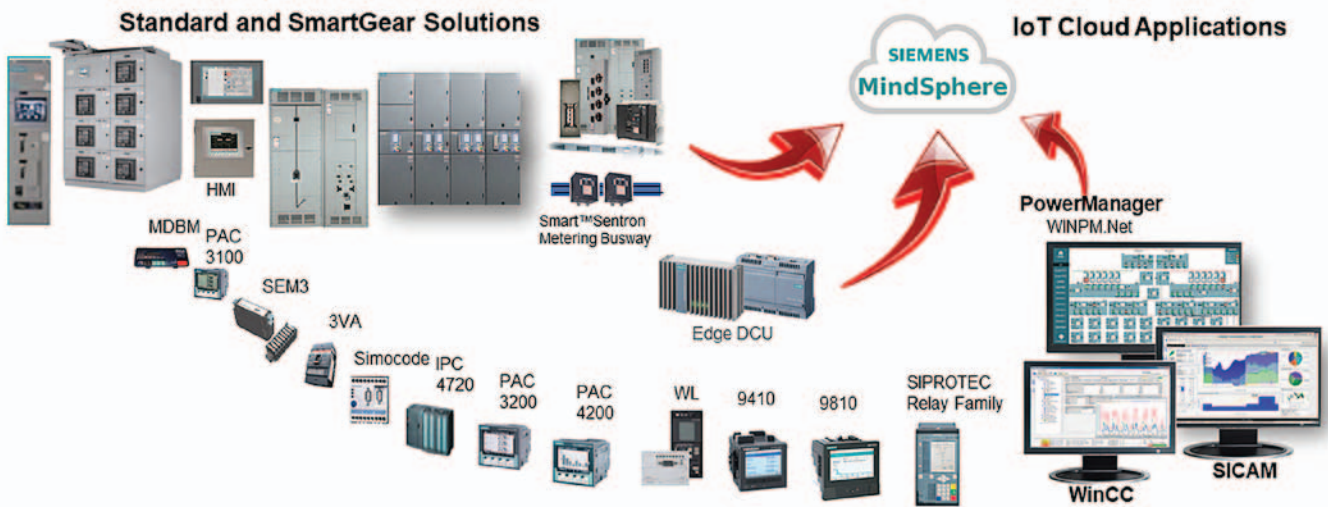 Standard and SmartGear Solutions
IoT Cloud Applications
SIEMENS
MindSphere
HMI
Smart™Sentron
Metering Busway
PowerManager
WINPM.Net
MDBM
PAC
3100
SEM3
3VA
Edge DCU
Simocode
IPC
4720
PAC
3200
PAC
4200
WL
9410
9810
SIPROTEC
Relay Family
WinCC
SICAM